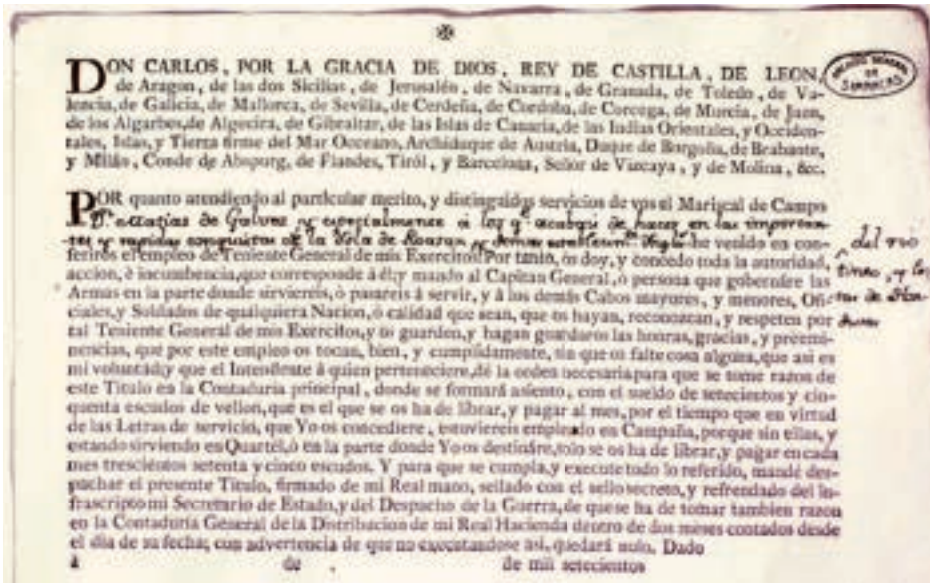 DON CARLOS, POR LA GRACIA DE DIOS, REY DE CASTILLA, DE LEON,
de Aragon, de las dos Sicilias, de Jerusalén, de Navarra, de Granada, de Toledo, de Va-
lencia, de Galicia, de Mallorca, de Sevilla, de Cerdeña, de Cordoba, de Corcega, de Murcia, de Jaen,
de los Algarbes, de Algecira, de Gibraltar, de las Islas de Canaria, de las Indias Orientales, y Occiden-
tales, Islas, y Tierra firme del Mar Occeano, Archiduque de Austria, Duque de Borgoña, de Brabante,
y Milán, Conde de Abspurg, de Flandes, Tiról, y Barcelona, Señor de Vizcaya, y de Molina, &c.
POR quanto atendiendo al particular merito, y distinguidos servicios de vos el Mariscal de Campo
Dn. Matias de Galvez y especialmente á los qe. acabais de hacer en las importan-
tes y rapidas conquistas de la Isla de Roatan y demas he venido en con-
del rio
feriros el empleo de Teniente General de mis Exercitos. Por tanto, os doy, y concedo toda la autoridad,
tinto, y
accion, è incumbencia, que corresponde à él: y mando al Capitan General, ò persona que governáre las
Armas en la parte donde sirviereis, ò pasareis à servir, y à los demás Cabos mayores, y menores, Ofi-
de Hon-
ciales, y Soldados de qualquiera Nacion, ò calidad que sean, que os hayan, reconozcan, y respeten por
duras
tal Teniente General de mis Exercitos, y os guarden, y hagan guardaros las honras, gracias, y preemi-
nencias, que por este empleo os tocan, bien, y cumplidamente, sin que os falte cosa alguna, que asi es
mi voluntad: y que el Intendente à quien perteneciere, dé la orden necesaria para que se tome razon de
este Titulo en la Contaduria principal, donde se formará asiento, con el sueldo de setecientos y cin-
quenta escudos de vellon, que es el que se os ha de librar, y pagar al mes, por el tiempo que en virtud
de las Letras de servicio, que Yo os concediere, estuviereis empleado en Campaña, porque sin ellas, y
estando sirviendo en Quartel, ò en la parte donde Yo os destináre, solo se os ha de librar, y pagar en cada
mes trescientos setenta y cinco escudos. Y para que se cumpla, y execute todo lo referido, mandé des-
pachar el presente Titulo, firmado de mi Real mano, sellado con el sello secreto, y refrendado del in-
frascripto mi Secretario de Estado, y del Despacho de la Guerra, de que se ha de tomar tambien razon
en la Contaduría General de la Distribucion de mi Real Hacienda dentro de dos meses contados desde
el dia de su fecha; con advertencia de que no executandose asi, quedará nulo. Dado
à de de mil setecientos
ARCHIVO GENERAL
DE
SIMANCAS